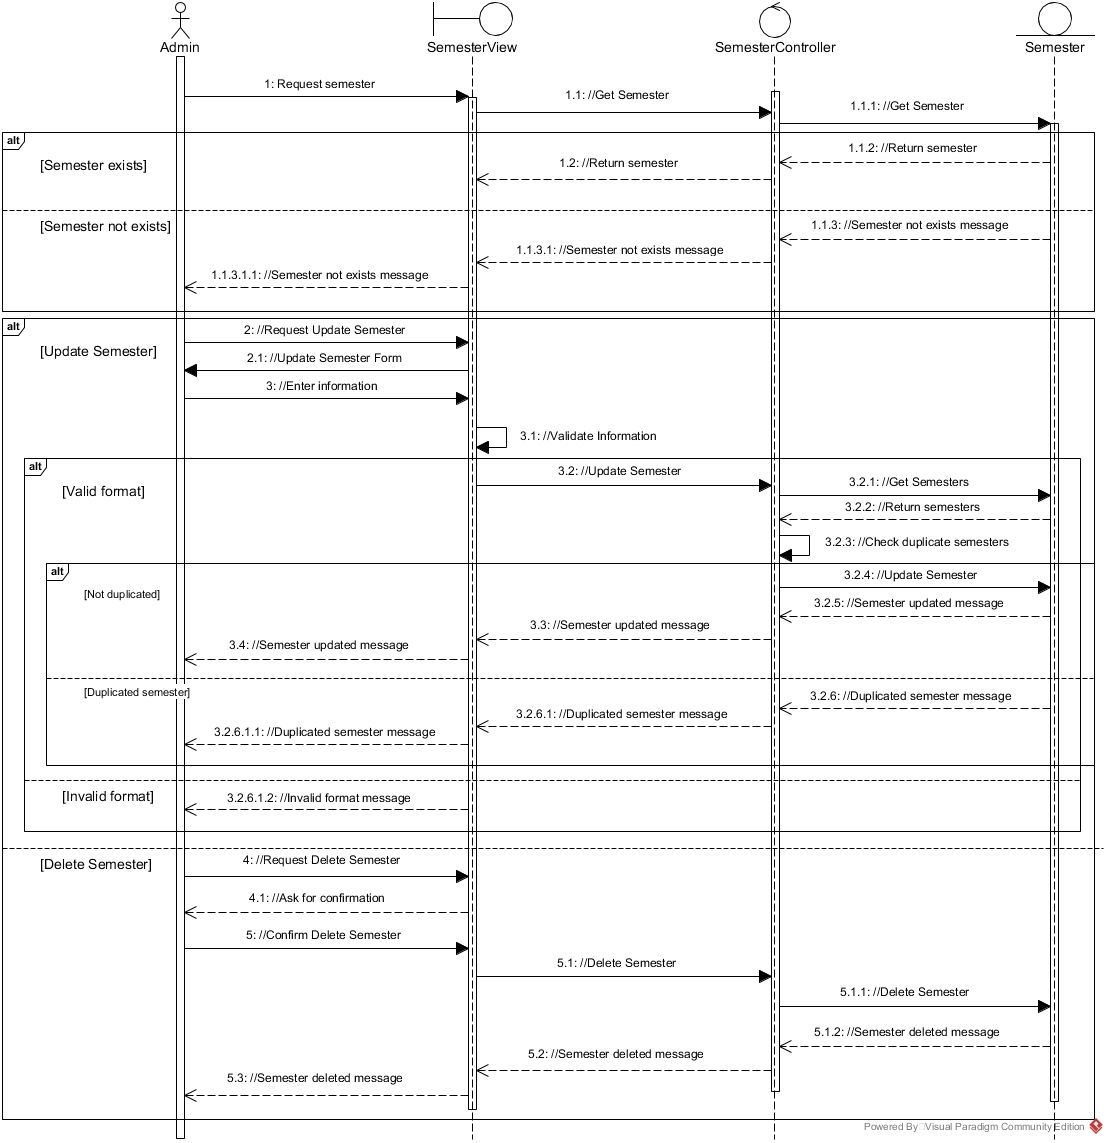 Admin
SemesterView
SemesterController
Semester
1: Request semester
1.1: //Get Semester
1.1.1: //Get Semester
alt
[Semester exists]
1.1.2: //Return semester
1.2: //Return semester
[Semester not exists]
1.1.3: //Semester not exists message
1.1.3.1: //Semester not exists message
1.1.3.1.1: //Semester not exists message
alt
[Update Semester]
2: //Request Update Semester
2.1: //Update Semester Form
3: //Enter information
3.1: //Validate Information
alt
[Valid format]
3.2: //Update Semester
3.2.1: //Get Semesters
3.2.2: //Return semesters
3.2.3: //Check duplicate semesters
alt
[Not duplicated]
3.2.4: //Update Semester
3.2.5: //Semester updated message
3.3: //Semester updated message
3.4: //Semester updated message
[Duplicated semester]
3.2.6: //Duplicated semester message
3.2.6.1: //Duplicated semester message
3.2.6.1.1: //Duplicated semester message
[Invalid format]
3.2.6.1.2: //Invalid format message
[Delete Semester]
4: //Request Delete Semester
4.1: //Ask for confirmation
5: //Confirm Delete Semester
5.1: //Delete Semester
5.1.1: //Delete Semester
5.1.2: //Semester deleted message
5.2: //Semester deleted message
5.3: //Semester deleted message
Powered By Visual Paradigm Community Edition